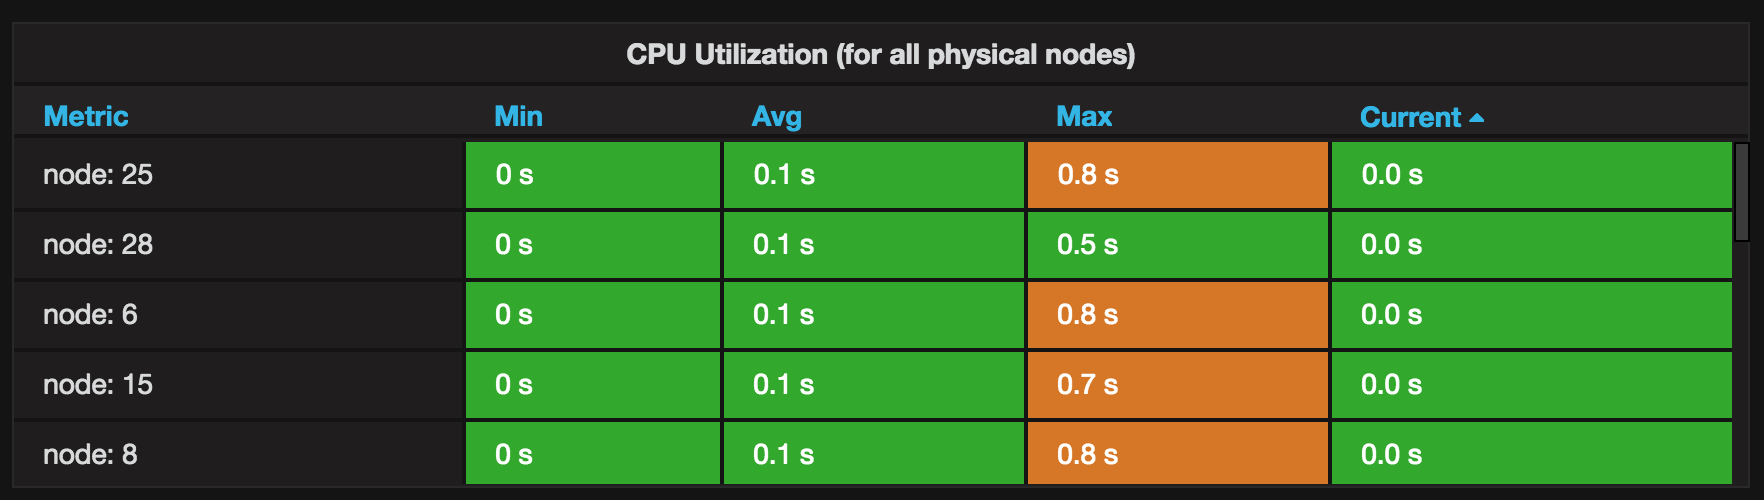 CPU Utilization (for all physical nodes)
Metric Min Avg Max Current
node: 25 0 s 0.1 s 0.8 s 0.0 s
node: 28 0 s 0.1 s 0.5 s 0.0 s
node: 6 0 s 0.1 s 0.8 s 0.0 s
node: 15 0 s 0.1 s 0.7 s 0.0 s
node: 8 0 s 0.1 s 0.8 s 0.0 s